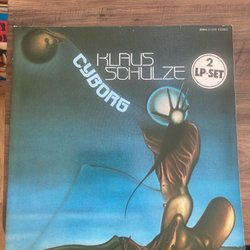 KLAUS
SCHULZE
CYBORG
2
LP-SET